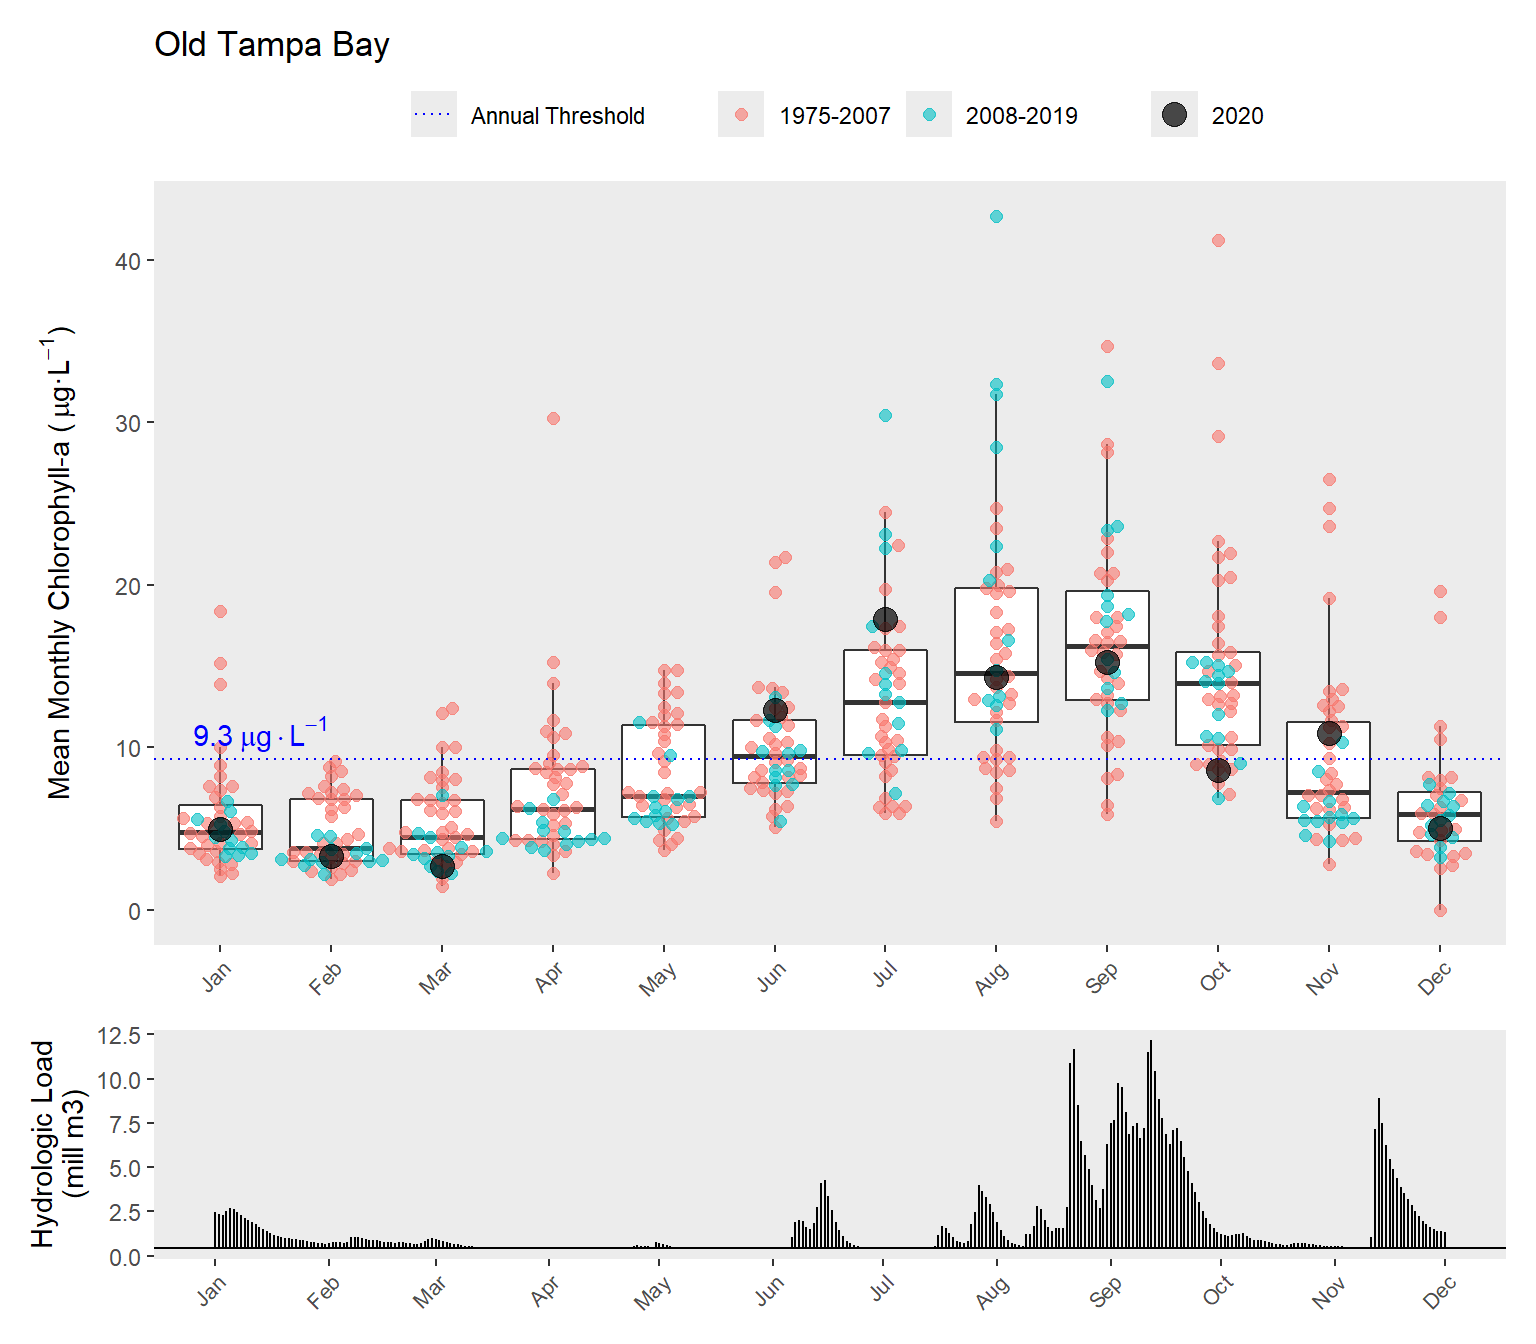 Old Tampa Bay
Annual Threshold
1975-2007
2008-2019
2020
Mean Monthly Chlorophyll-a ( µg·L⁻¹)
40
30
20
10
0
9.3 µg·L⁻¹
Jan
Feb
Mar
Apr
May
Jun
Jul
Aug
Sep
Oct
Nov
Dec
Hydrologic Load
(mill m3)
12.5
10.0
7.5
5.0
2.5
0.0
Jan
Feb
Mar
Apr
May
Jun
Jul
Aug
Sep
Oct
Nov
Dec